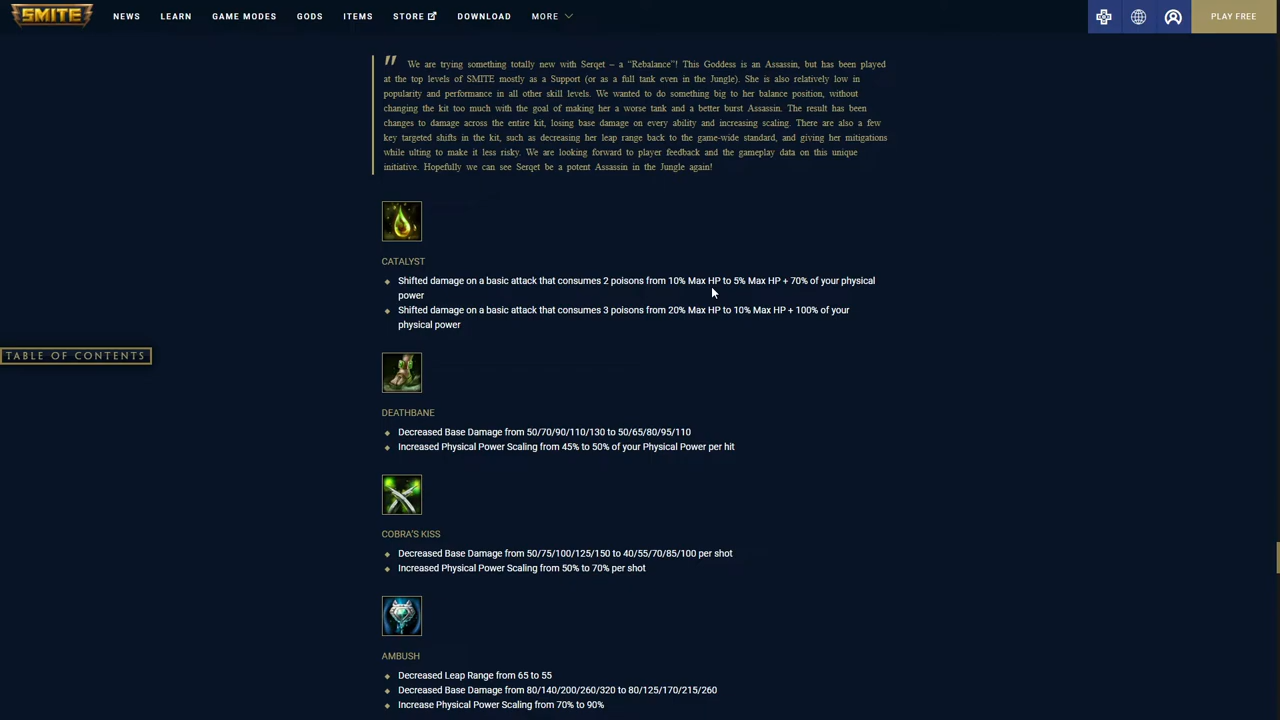 SMITE NEWS LEARN GAME MODES GODS ITEMS STORE DOWNLOAD MORE PLAY FREE
" We are trying something totally new with Serqet – a “Rebalance”! This Goddess is an Assassin, but has been played
at the top levels of SMITE mostly as a Support (or as a full tank even in the Jungle). She is also relatively low in
popularity and performance in all other skill levels. We wanted to do something big to her balance position, without
changing the kit too much with the goal of making her a worse tank and a better burst Assassin. The result has been
changes to damage across the entire kit, losing base damage on every ability and increasing scaling. There are also a few
key targeted shifts in the kit, such as decreasing her leap range back to the game-wide standard, and giving her mitigations
while ulting to make it less risky. We are looking forward to player feedback and the gameplay data on this unique
initiative. Hopefully we can see Serqet be a potent Assassin in the Jungle again!
CATALYST
Shifted damage on a basic attack that consumes 2 poisons from 10% Max HP to 5% Max HP + 70% of your physical
power
Shifted damage on a basic attack that consumes 3 poisons from 20% Max HP to 10% Max HP + 100% of your
physical power
TABLE OF CONTENTS
DEATHBANE
Decreased Base Damage from 50/70/90/110/130 to 50/65/80/95/110
Increased Physical Power Scaling from 45% to 50% of your Physical Power per hit
COBRA'S KISS
Decreased Base Damage from 50/75/100/125/150 to 40/55/70/85/100 per shot
Increased Physical Power Scaling from 50% to 70% per shot
AMBUSH
Decreased Leap Range from 65 to 55
Decreased Base Damage from 80/140/200/260/320 to 80/125/170/215/260
Increase Physical Power Scaling from 70% to 90%